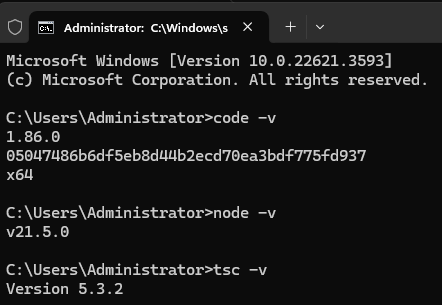 Administrator: C:\Windows\s
Microsoft Windows [Version 10.0.22621.3593]
(c) Microsoft Corporation. All rights reserved.
C:\Users\Administrator>code -v
1.86.0
05047486b6df5eb8d44b2ecd70ea3bdf775fd937
x64
C:\Users\Administrator>node -v
v21.5.0
C:\Users\Administrator>tsc -v
Version 5.3.2